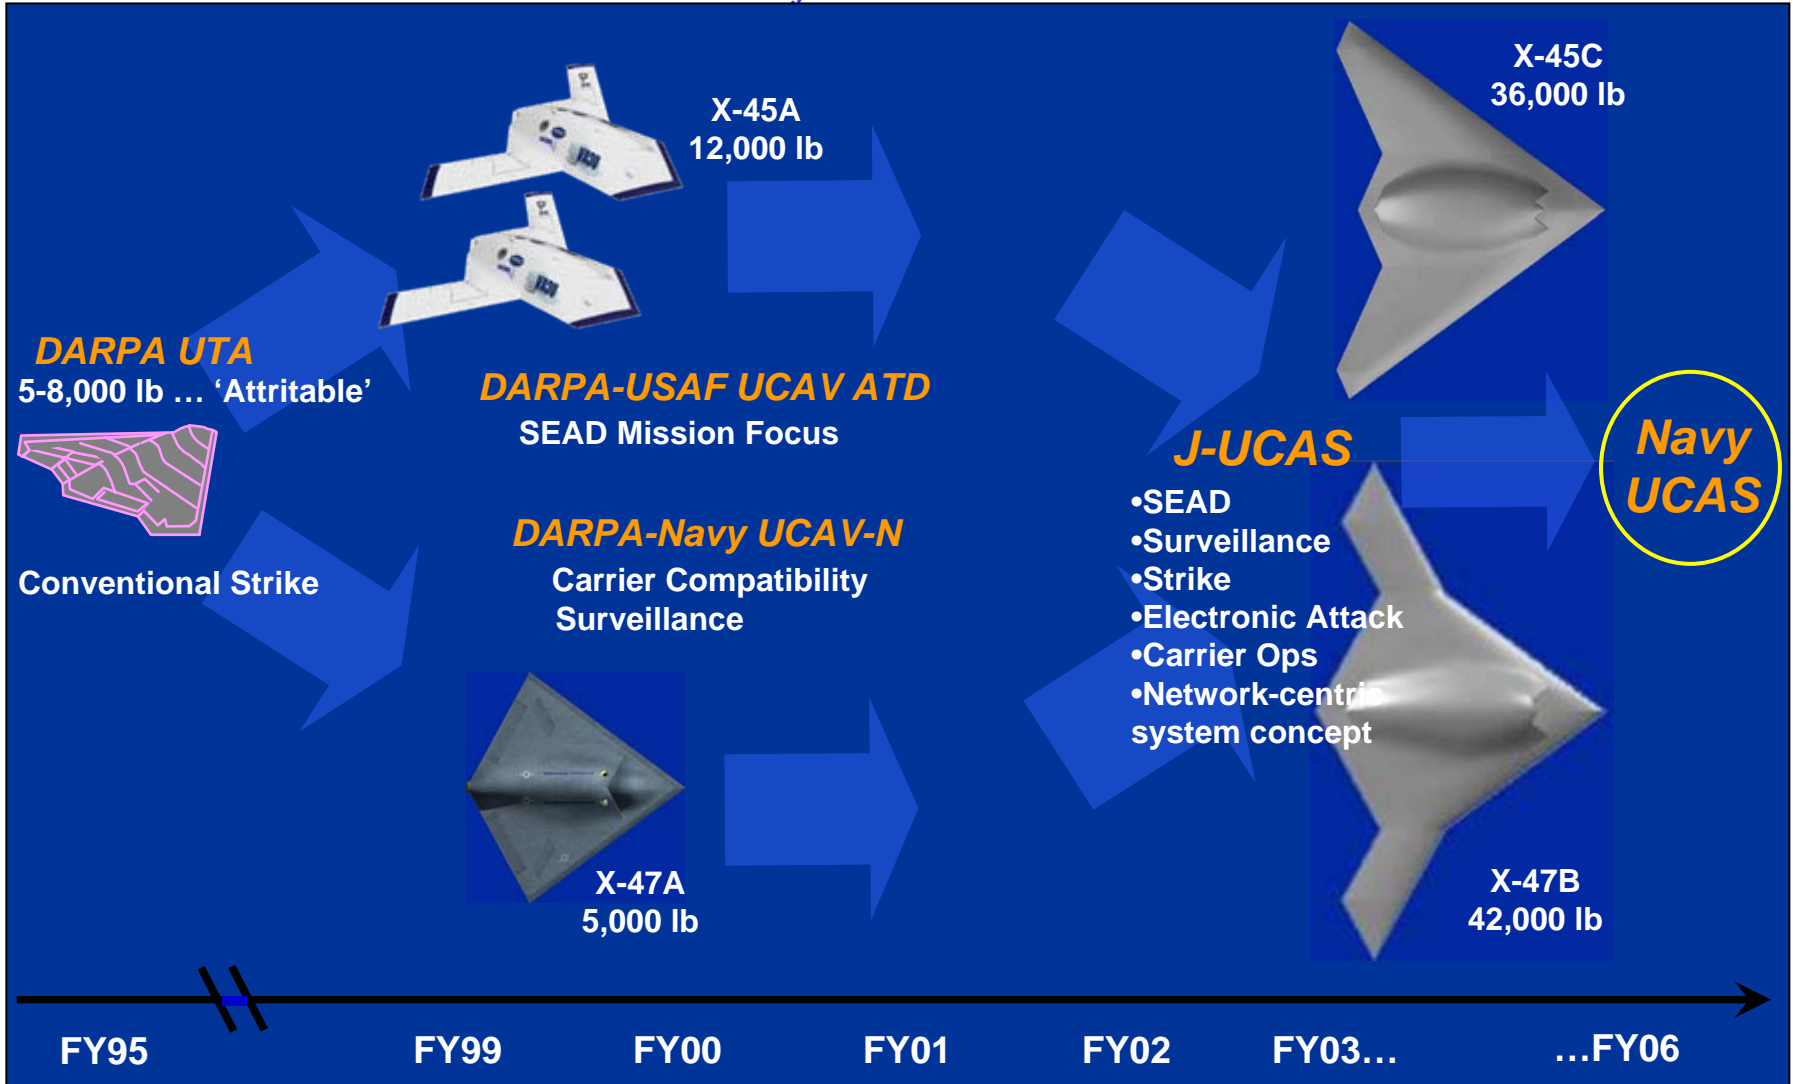 X-45A
12,000 lb
X-45C
36,000 lb
DARPA UTA
5-8,000 lb … ‘Attritable’
Conventional Strike
DARPA-USAF UCAV ATD
SEAD Mission Focus
DARPA-Navy UCAV-N
Carrier Compatibility
Surveillance
X-47A
5,000 lb
J-UCAS
•SEAD
•Surveillance
•Strike
•Electronic Attack
•Carrier Ops
•Network-centric
system concept
Navy
UCAS
X-47B
42,000 lb
FY95
FY99
FY00
FY01
FY02
FY03…
…FY06